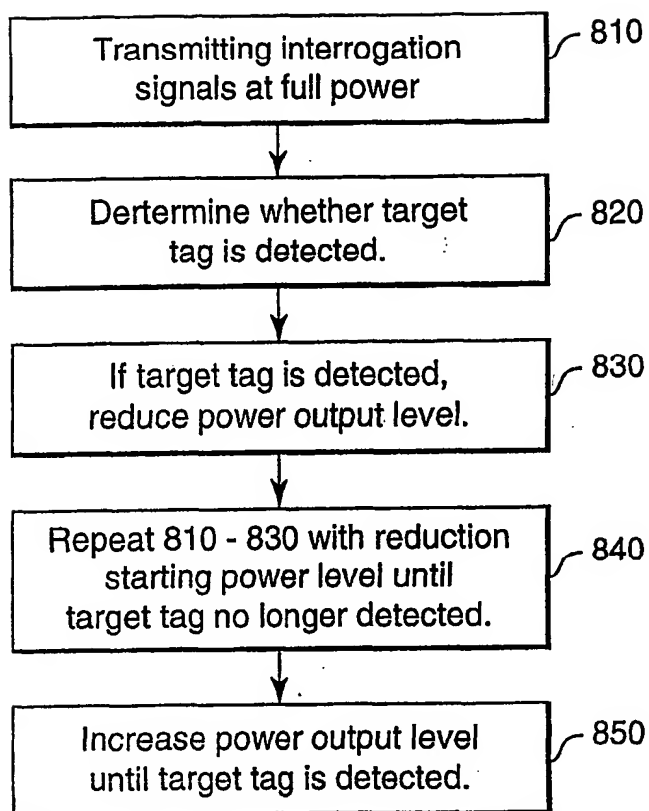 Transmitting interrogation
signals at full power
810
Dertermine whether target
tag is detected.
820
If target tag is detected,
reduce power output level.
830
Repeat 810 - 830 with reduction
starting power level until
target tag no longer detected.
840
Increase power output level
until target tag is detected.
850